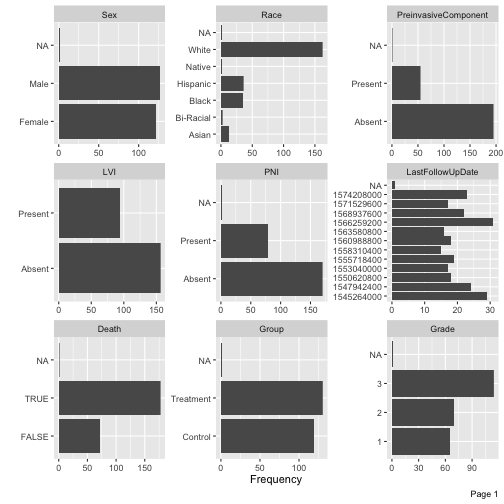 Sex
NA
Male
Female
0 50 100
Race
NA
White
Native
Hispanic
Black
Bi-Racial
Asian
0 50 100 150
PreinvasiveComponent
NA
Present
Absent
0 50 100 150 200
LVI
Present
Absent
0 50 100 150
PNI
NA
Present
Absent
0 50 100 150
LastFollowUpDate
NA
1574208000
1571529600
1568937600
1566259200
1563580800
1560988800
1558310400
1555718400
1553040000
1550620800
1547942400
1545264000
0 10 20 30
Death
NA
TRUE
FALSE
0 50 100 150
Group
NA
Treatment
Control
0 50 100
Grade
NA
3
2
1
0 30 60 90
Frequency
Page 1